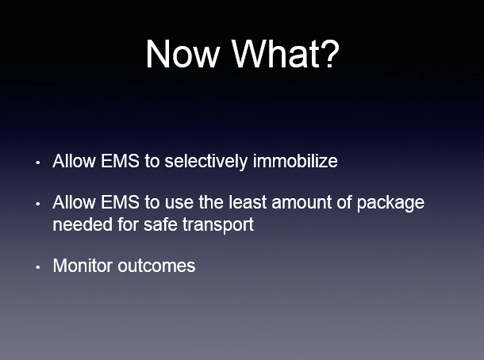 Now What?
• Allow EMS to selectively immobilize
• Allow EMS to use the least amount of package
needed for safe transport
• Monitor outcomes